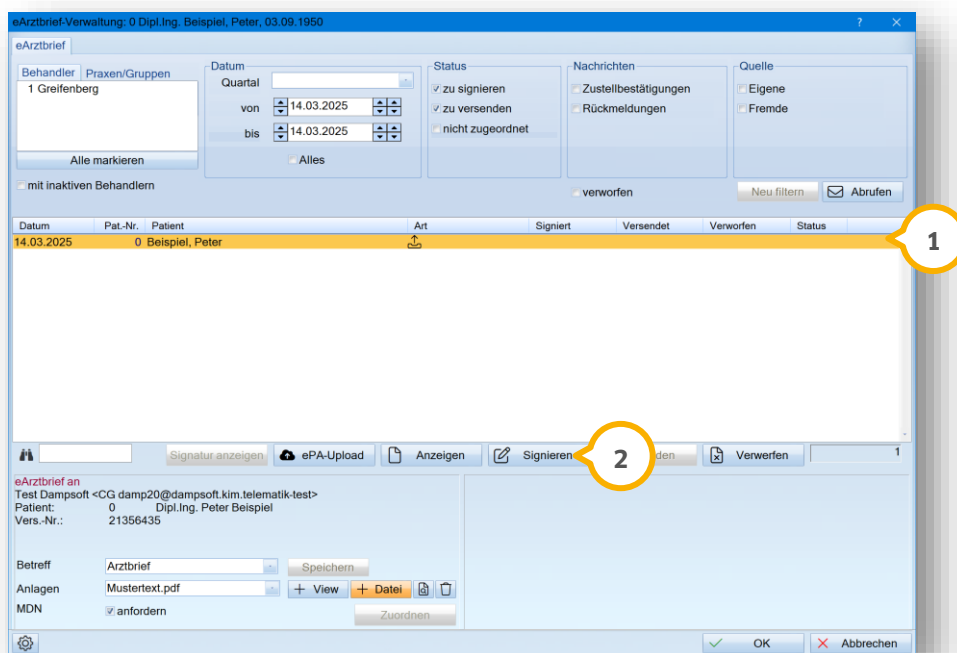 eArztbrief-Verwaltung: 0 Dipl.Ing. Beispiel, Peter, 03.09.1950 ?
eArztbrief
Behandler Praxen/Gruppen
1 Greifenberg
Alle markieren
mit inaktiven Behandlern
Datum
Quartal
von 14.03.2025
bis 14.03.2025
Alles
Status
zu signieren
zu versenden
nicht zugeordnet
Nachrichten
Zustellbestätigungen
Rückmeldungen
verworfen
Quelle
Eigene
Fremde
Neu filtern Abrufen
Datum Pat.-Nr. Patient Art Signiert Versendet Verworfen Status
14.03.2025 0 Beispiel, Peter
1
Signatur anzeigen ePA-Upload Anzeigen Signieren 2 Verwerfen 1
eArztbrief an
Test Dampsoft <CG damp20@dampsoft.kim.telematik-test>
Patient: 0 Dipl.Ing. Peter Beispiel
Vers.-Nr.: 21356435
Betreff Arztbrief Speichern
Anlagen Mustertext.pdf + View + Datei
MDN anfordern Zuordnen
OK Abbrechen